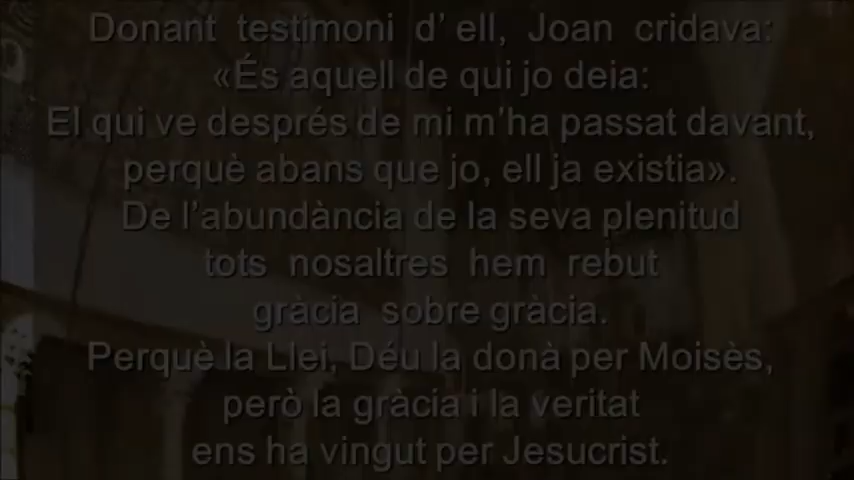 Donant testimoni d’ ell, Joan cridava:
«És aquell de qui jo deia:
El qui ve després de mi m’ha passat davant,
perquè abans que jo, ell ja existia».
De l’abundància de la seva plenitud
tots nosaltres hem rebut
gràcia sobre gràcia.
Perquè la Llei, Déu la donà per Moisès,
però la gràcia i la veritat
ens ha vingut per Jesucrist.